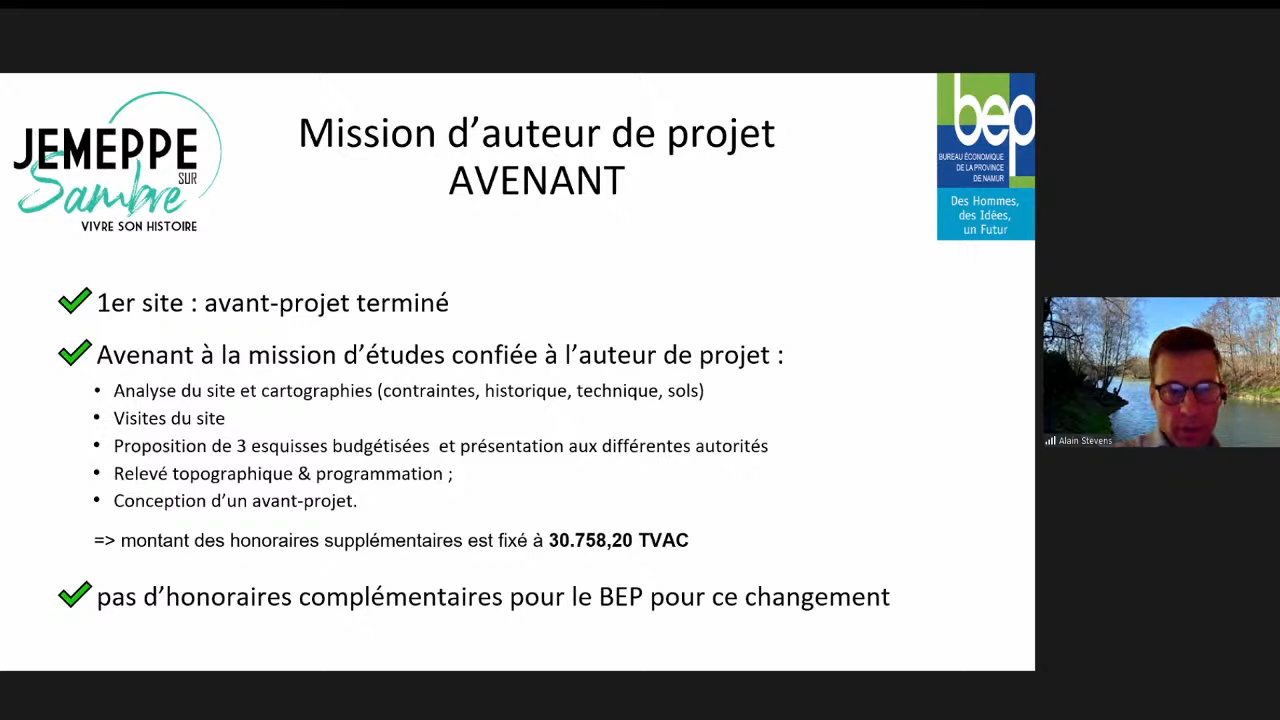 JEMEPPE
SUR
Sambre
VIVRE SON HISTOIRE
Mission d’auteur de projet
AVENANT
bep
BUREAU ÉCONOMIQUE
DE LA PROVINCE
DE NAMUR
Des Hommes,
des Idées,
un Futur
1er site : avant-projet terminé
Avenant à la mission d’études confiée à l’auteur de projet :
• Analyse du site et cartographies (contraintes, historique, technique, sols)
• Visites du site
• Proposition de 3 esquisses budgétisées et présentation aux différentes autorités
• Relevé topographique & programmation ;
• Conception d’un avant-projet.
=> montant des honoraires supplémentaires est fixé à 30.758,20 TVAC
pas d’honoraires complémentaires pour le BEP pour ce changement
Alain Stevens